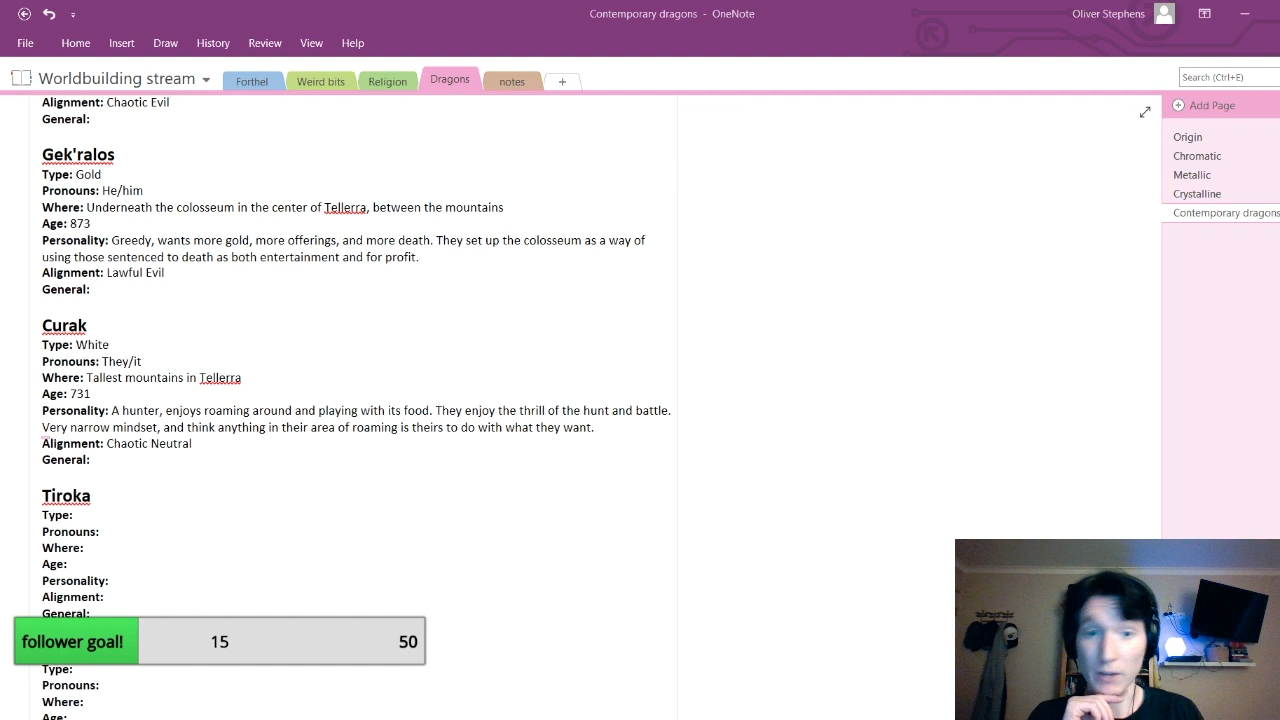 Contemporary dragons - OneNote
Oliver Stephens
File Home Insert Draw History Review View Help
Worldbuilding stream Forthel Weird bits Religion Dragons notes +
Search (Ctrl+E)
Add Page
Origin
Chromatic
Metallic
Crystalline
Contemporary dragons
Alignment: Chaotic Evil
General:
Gek'ralos
Type: Gold
Pronouns: He/him
Where: Underneath the colosseum in the center of Tellerra, between the mountains
Age: 873
Personality: Greedy, wants more gold, more offerings, and more death. They set up the colosseum as a way of
using those sentenced to death as both entertainment and for profit.
Alignment: Lawful Evil
General:
Curak
Type: White
Pronouns: They/it
Where: Tallest mountains in Tellerra
Age: 731
Personality: A hunter, enjoys roaming around and playing with its food. They enjoy the thrill of the hunt and battle.
Very narrow mindset, and think anything in their area of roaming is theirs to do with what they want.
Alignment: Chaotic Neutral
General:
Tiroka
Type:
Pronouns:
Where:
Age:
Personality:
Alignment:
General:
follower goal! 15 50
Type:
Pronouns:
Where:
Age: